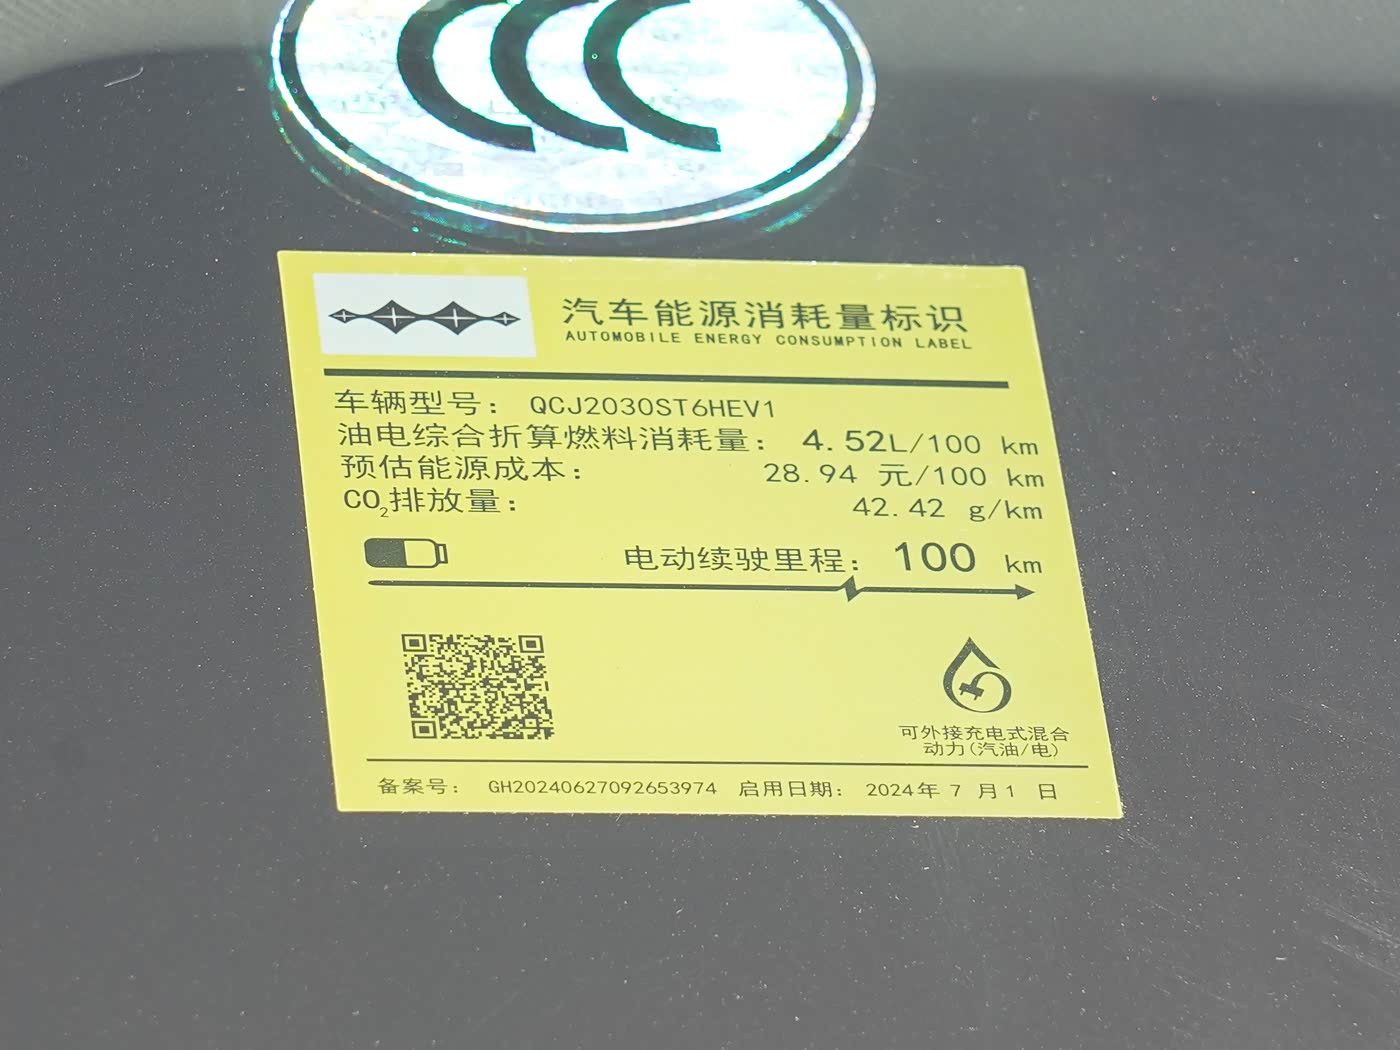 CCC
汽车能源消耗量标识
AUTOMOBILE ENERGY CONSUMPTION LABEL
车辆型号： QCJ2030ST6HEV1
油电综合折算燃料消耗量： 4.52L/100 km
预估能源成本： 28.94 元/100 km
CO₂排放量： 42.42 g/km
电动续驶里程： 100 km
可外接充电式混合
动力(汽油/电)
备案号： GH20240627092653974 启用日期： 2024年 7 月1 日